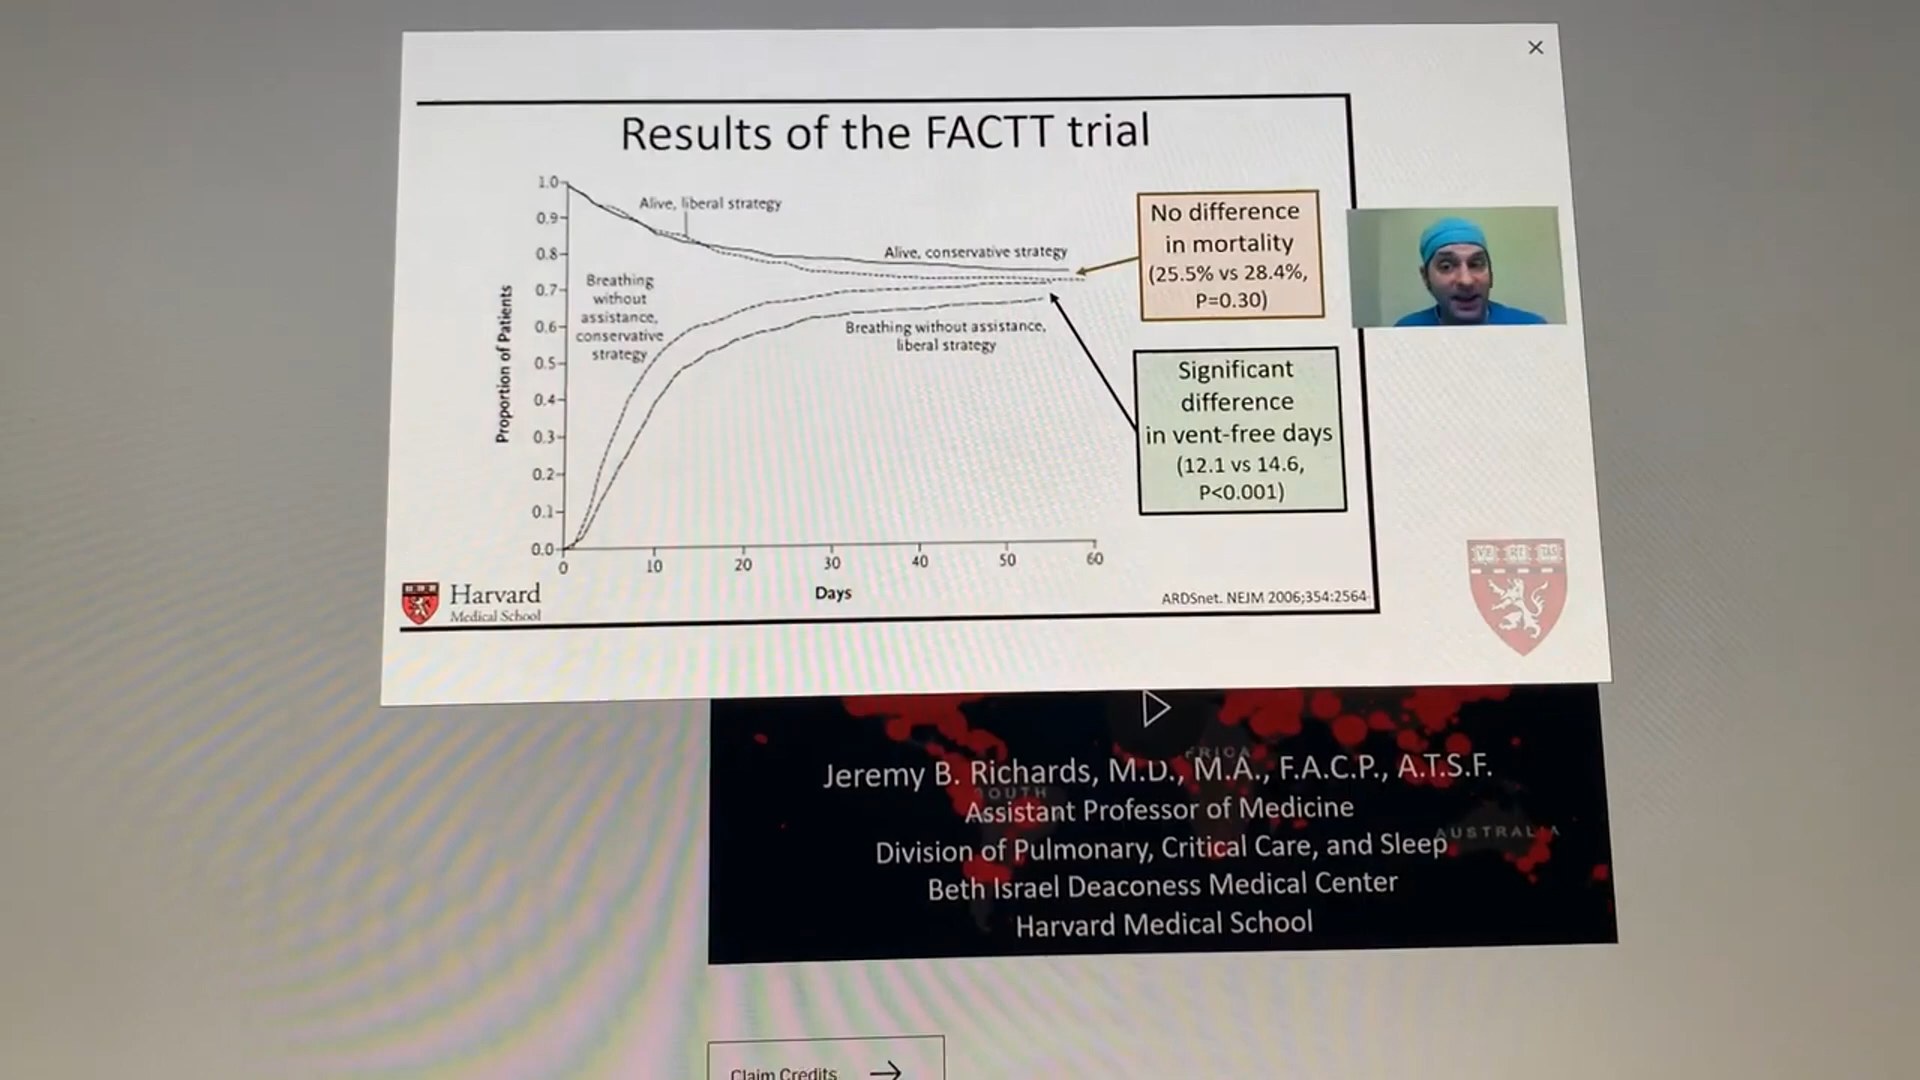 Results of the FACTT trial
1.0
0.9
0.8
0.7
0.6
0.5
0.4
0.3
0.2
0.1
0.0
Proportion of Patients
Alive, liberal strategy
Alive, conservative strategy
Breathing
without
assistance,
conservative
strategy
Breathing without assistance,
liberal strategy
0 10 20 30 40 50 60
Days
No difference
in mortality
(25.5% vs 28.4%,
P=0.30)
Significant
difference
in vent-free days
(12.1 vs 14.6,
P<0.001)
Harvard
Medical School
ARDSnet. NEJM 2006;354:2564
VE RI TAS
Jeremy B. Richards, M.D., M.A., F.A.C.P., A.T.S.F.
Assistant Professor of Medicine
Division of Pulmonary, Critical Care, and Sleep
Beth Israel Deaconess Medical Center
Harvard Medical School
AUSTRALIA
Claim Credits